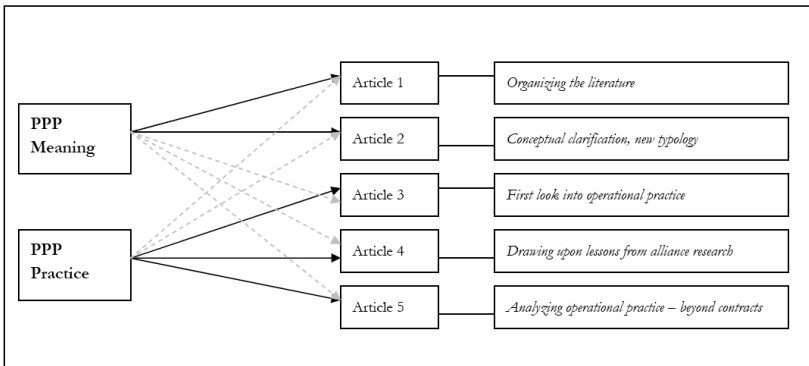 Article 1
Organizing the literature
PPP
Meaning
Article 2
Conceptual clarification, new typology
Article 3
First look into operational practice
PPP
Practice
Article 4
Drawing upon lessons from alliance research
Article 5
Analyzing operational practice – beyond contracts